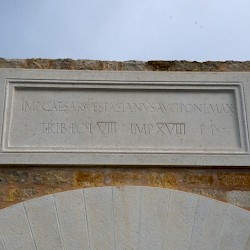 IMP CAESAR VESPASIANVS AVG PONT MAX
TRIB POT VIII IMP XVIII P P